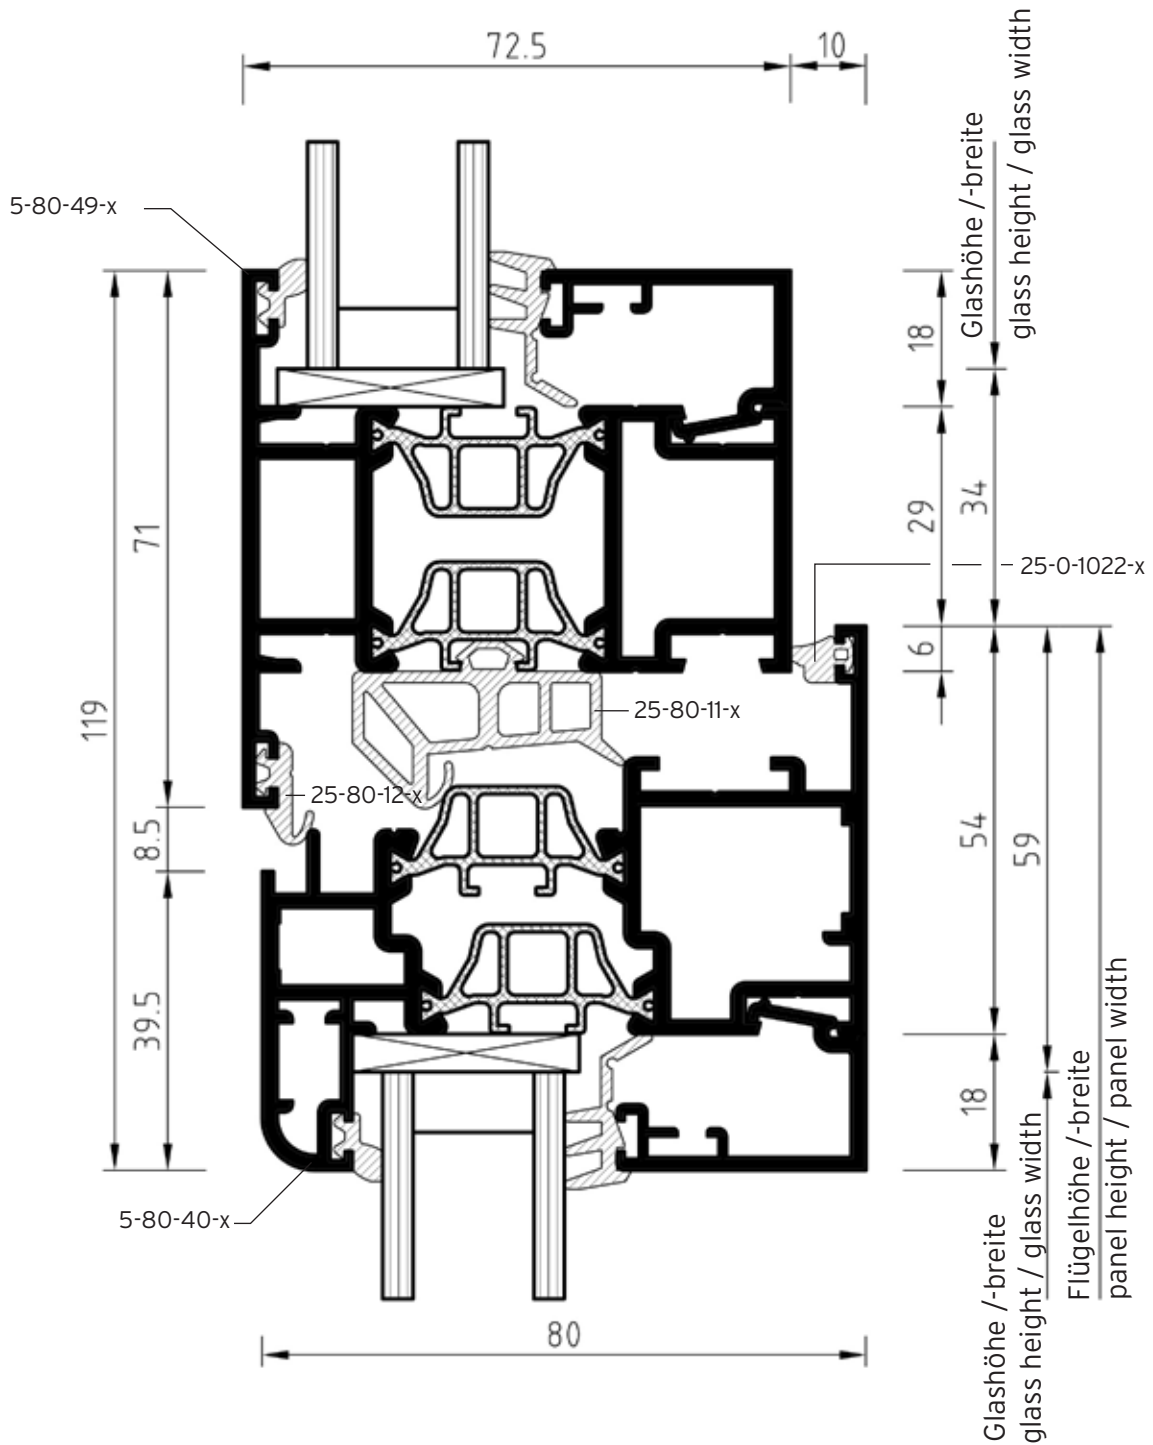 72.5
10
Glashöhe /-breite
glass height / glass width
5-80-49-x
18
71
29
34
25-0-1022-x
6
119
25-80-11-x
25-80-12-x
8.5
54
59
39.5
18
Flügelhöhe /-breite
panel height / panel width
5-80-40-x
Glashöhe /-breite
glass height / glass width
80